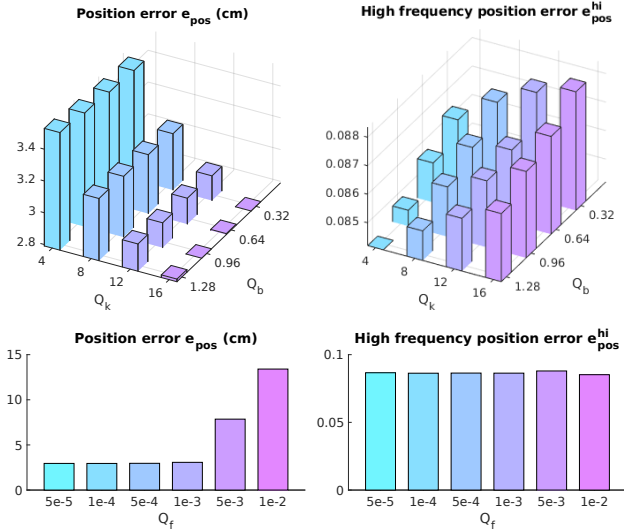 Position error e_pos (cm)
3.4
3.2
3
2.8
4
8
12
16
Q_k
0.32
0.64
0.96
1.28
Q_b
High frequency position error e_pos^hi
0.088
0.087
0.086
0.085
4
8
12
16
Q_k
0.32
0.64
0.96
1.28
Q_b
Position error e_pos (cm)
15
10
5
0
5e-5 1e-4 5e-4 1e-3 5e-3 1e-2
Q_f
High frequency position error e_pos^hi
0.1
0.05
0
5e-5 1e-4 5e-4 1e-3 5e-3 1e-2
Q_f